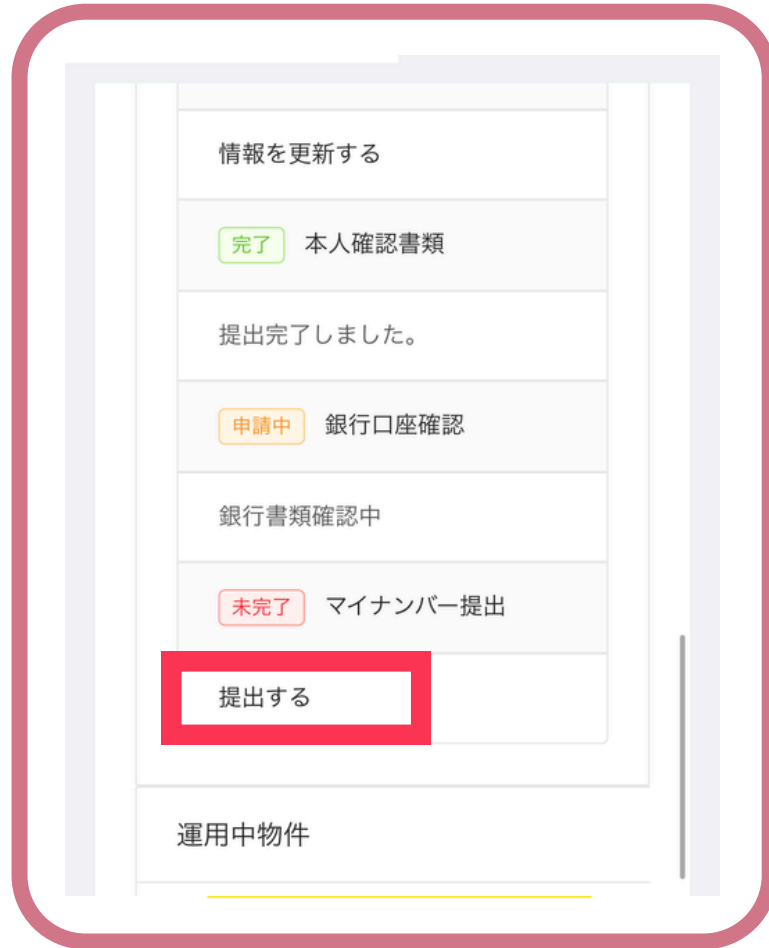 情報を更新する
完了 本人確認書類
提出完了しました。
申請中 銀行口座確認
銀行書類確認中
未完了 マイナンバー提出
提出する
運用中物件